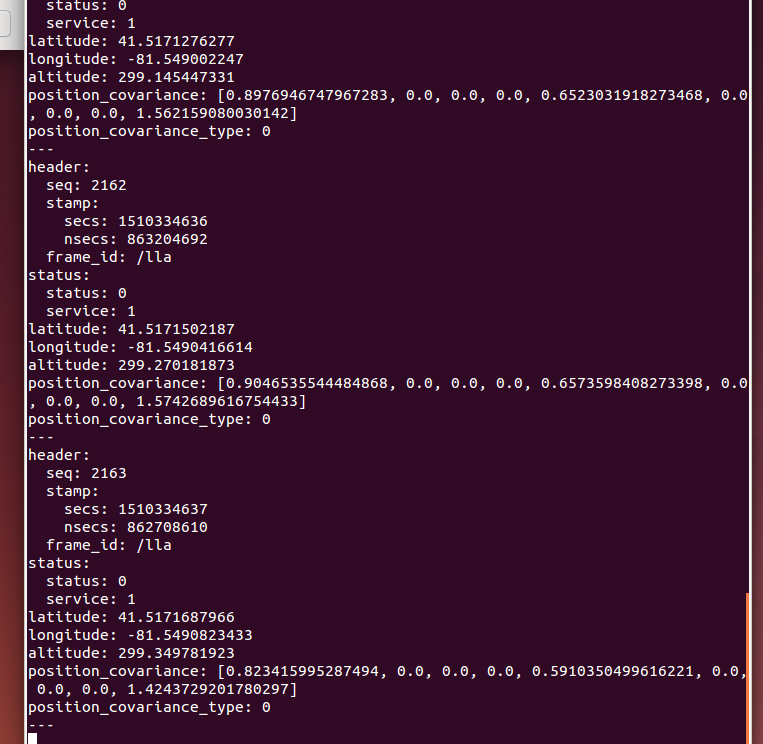 status: 0
  service: 1
latitude: 41.5171276277
longitude: -81.549002247
altitude: 299.145447331
position_covariance: [0.8976946747967283, 0.0, 0.0, 0.0, 0.6523031918273468, 0.0
, 0.0, 0.0, 1.562159080030142]
position_covariance_type: 0
---
header:
  seq: 2162
  stamp:
    secs: 1510334636
    nsecs: 863204692
  frame_id: /lla
status:
  status: 0
  service: 1
latitude: 41.5171502187
longitude: -81.5490416614
altitude: 299.270181873
position_covariance: [0.9046535544484868, 0.0, 0.0, 0.0, 0.6573598408273398, 0.0
, 0.0, 0.0, 1.5742689616754433]
position_covariance_type: 0
---
header:
  seq: 2163
  stamp:
    secs: 1510334637
    nsecs: 862708610
  frame_id: /lla
status:
  status: 0
  service: 1
latitude: 41.5171687966
longitude: -81.5490823433
altitude: 299.349781923
position_covariance: [0.823415995287494, 0.0, 0.0, 0.0, 0.5910350499616221, 0.0,
 0.0, 0.0, 1.4243729201780297]
position_covariance_type: 0
---